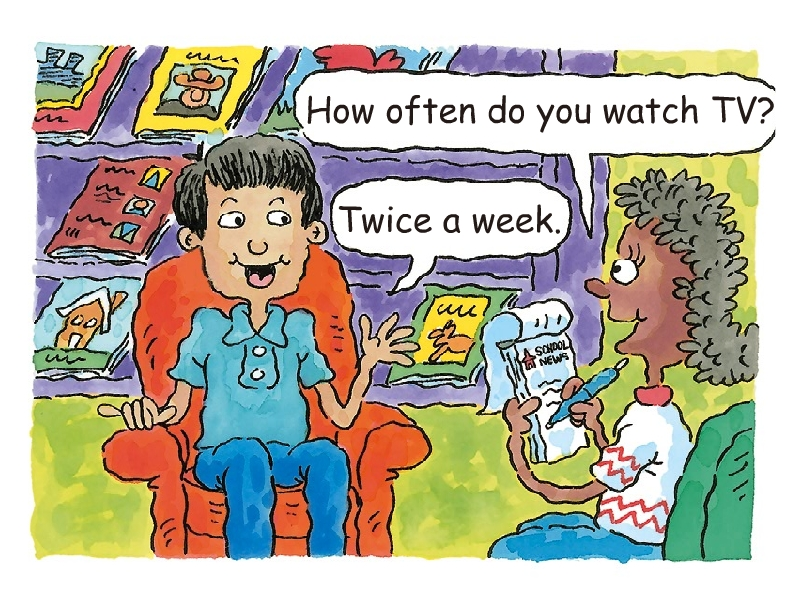 How often do you watch TV?
Twice a week.
SCHOOL
NEWS